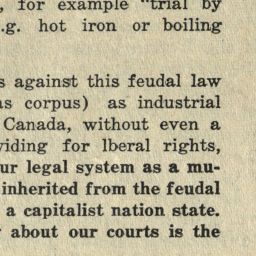 , for example "trial by
.g. hot iron or boiling
s against this feudal law
as corpus) as industrial
Canada, without even a
viding for lberal rights,
ur legal system as a mu-
inherited from the feudal
a capitalist nation state.
about our courts is the